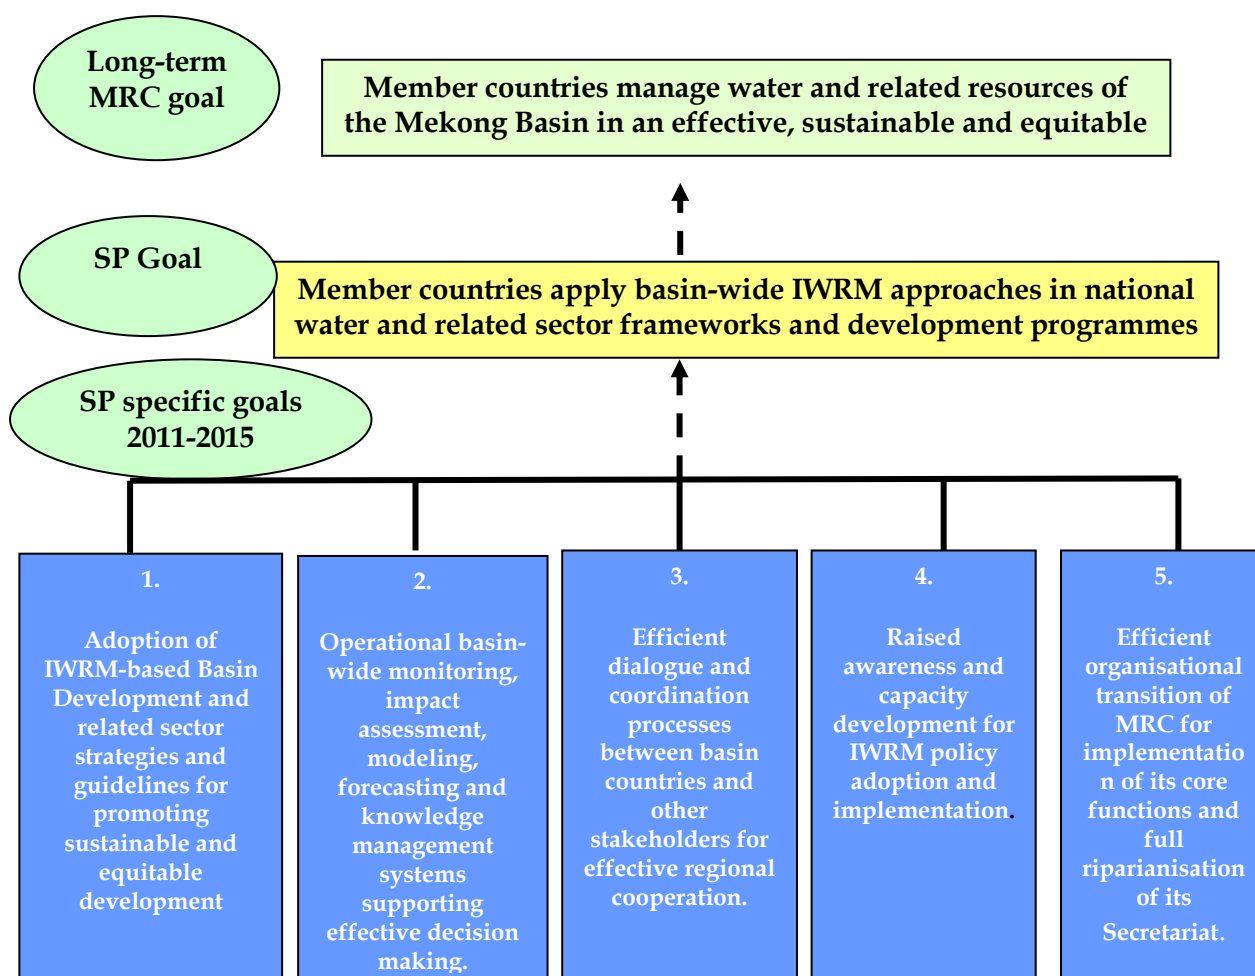 Long-term
MRC goal
Member countries manage water and related resources of
the Mekong Basin in an effective, sustainable and equitable
SP Goal
Member countries apply basin-wide IWRM approaches in national
water and related sector frameworks and development programmes
SP specific goals
2011-2015
1.
Adoption of
IWRM-based Basin
Development and
related sector
strategies and
guidelines for
promoting
sustainable and
equitable
development
2.
Operational basin-
wide monitoring,
impact
assessment,
modeling,
forecasting and
knowledge
management
systems
supporting
effective decision
making.
3.
Efficient
dialogue and
coordination
processes
between basin
countries and
other
stakeholders for
effective regional
cooperation.
4.
Raised
awareness and
capacity
development for
IWRM policy
adoption and
implementation.
5.
Efficient
organisational
transition of
MRC for
implementatio
n of its core
functions and
full
riparianisation
of its
Secretariat.